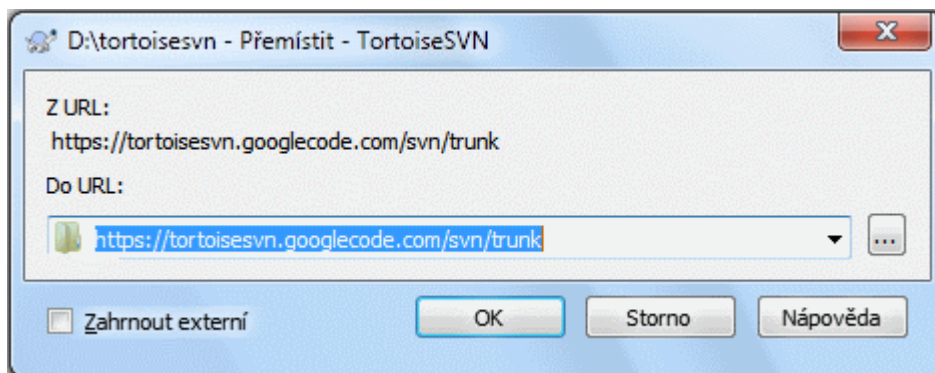 D:\tortoisesvn - Přemístit - TortoiseSVN
Z URL:
https://tortoisesvn.googlecode.com/svn/trunk
Do URL:
https://tortoisesvn.googlecode.com/svn/trunk
...
Zahrnout externí
OK
Storno
Nápověda